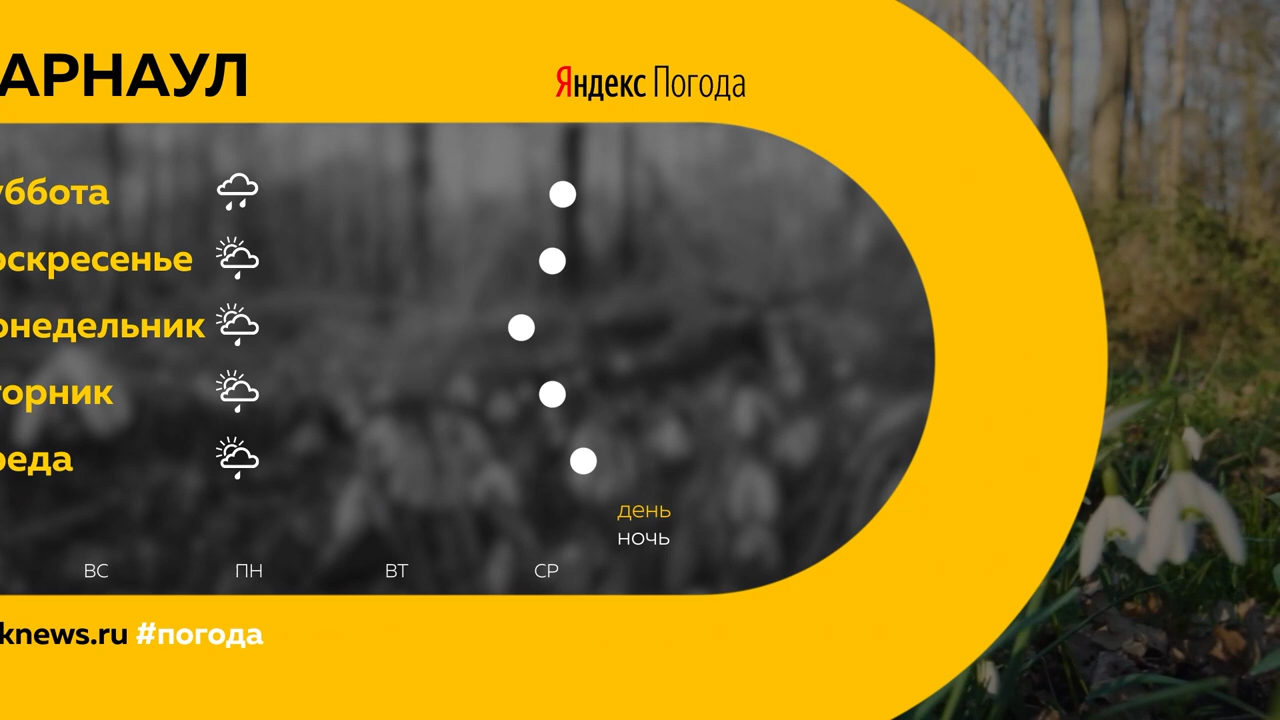 АРНАУЛ
Яндекс Погода
уббота
оскресенье
онедельник
торник
реда
день
ночь
ВС ПН ВТ СР
knews.ru #погода